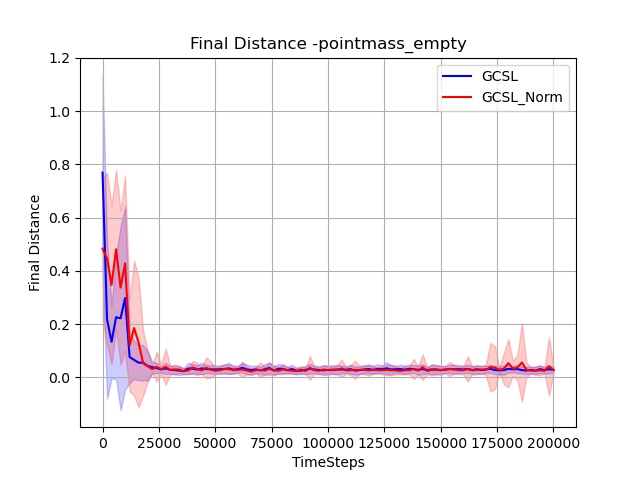 Final Distance -pointmass_empty
GCSL
GCSL_Norm
Final Distance
1.2
1.0
0.8
0.6
0.4
0.2
0.0
0 25000 50000 75000 100000 125000 150000 175000 200000
TimeSteps